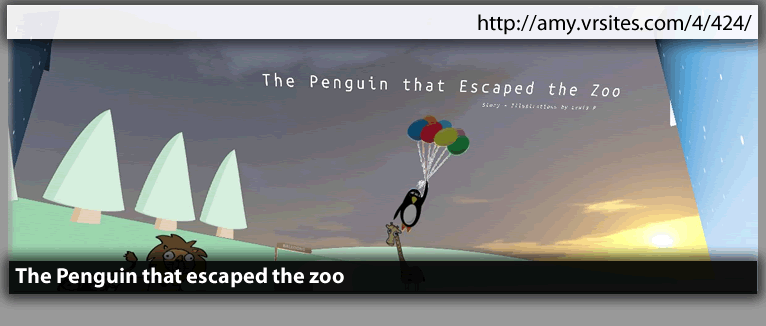 http://amy.vrsites.com/4/424/
The Penguin that Escaped the Zoo
Story - Illustrations by Lewis P
The Penguin that escaped the zoo